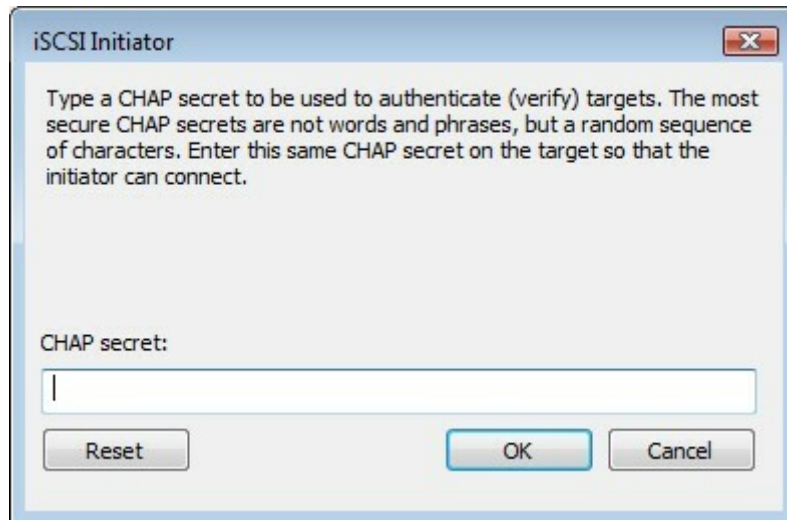 iSCSI Initiator
Type a CHAP secret to be used to authenticate (verify) targets. The most
secure CHAP secrets are not words and phrases, but a random sequence
of characters. Enter this same CHAP secret on the target so that the
initiator can connect.
CHAP secret:
Reset OK Cancel